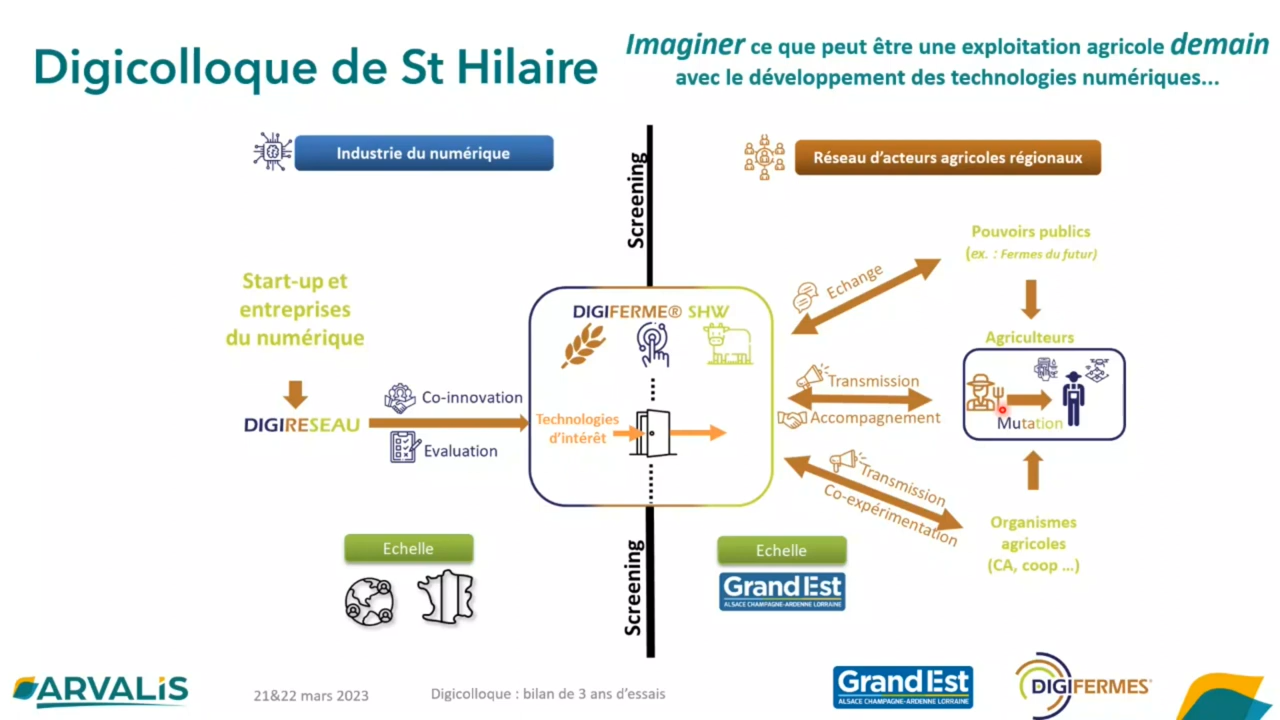 Digicolloque de St Hilaire
Imaginer ce que peut être une exploitation agricole demain
avec le développement des technologies numériques...
Industrie du numérique
Screening
Réseau d'acteurs agricoles régionaux
Start-up et
entreprises
du numérique
DIGIRESEAU
Co-innovation
Evaluation
DIGIFERME® SHW
Technologies
d'intérêt
Echange
Transmission
Accompagnement
Transmission
Co-expérimentation
Pouvoirs publics
(ex. : Fermes du futur)
Agriculteurs
Mutation
Organismes
agricoles
(CA, coop ...)
Echelle
Screening
Echelle
GrandEst
ALSACE CHAMPAGNE-ARDENNE LORRAINE
ARVALIS
21&22 mars 2023
Digicolloque : bilan de 3 ans d'essais
GrandEst
ALSACE CHAMPAGNE-ARDENNE LORRAINE
DIGIFERMES®